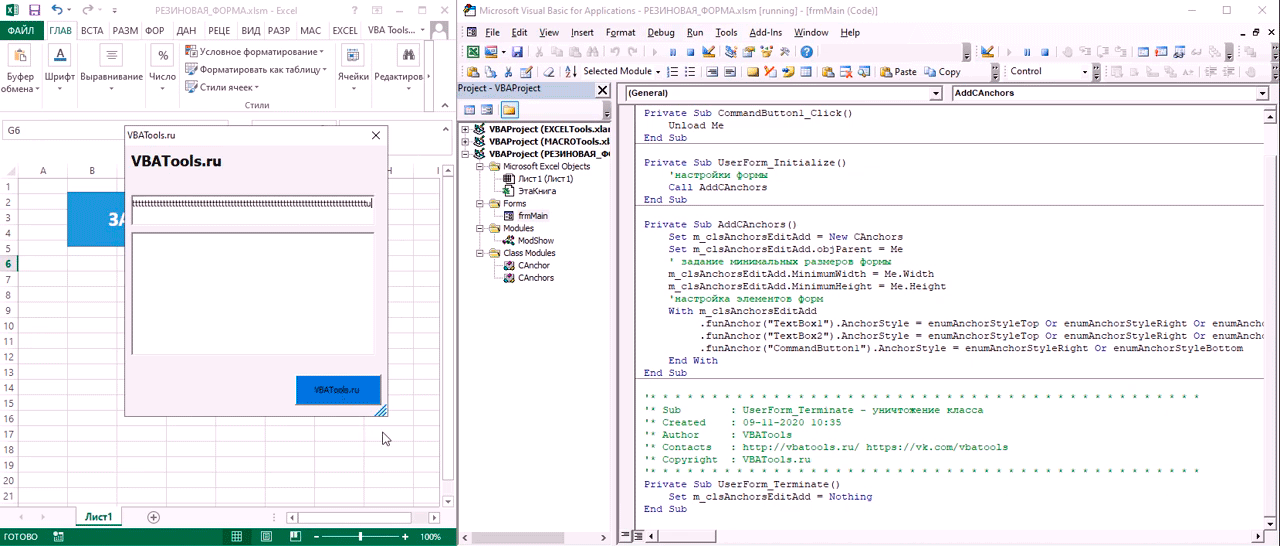 РЕЗИНОВАЯ_ФОРМА.xlsm - Excel
ФАЙЛ ГЛАВ ВСТА РАЗМ ФОР ДАН РЕЦЕ ВИД РАЗР МАС EXCEL VBA Tools...
Буфер обмена
Шрифт
Выравнивание
Число
Условное форматирование
Форматировать как таблицу
Стили ячеек
Стили
Ячейки
Редактиров
G6
A B H I
1
2
3
4
5
6
7
8
9
10
11
12
13
14
15
16
17
18
19
20
21
ЗА
VBATools.ru
VBATools.ru
VBATools.ru
Лист1
ГОТОВО
100%
Microsoft Visual Basic for Applications - РЕЗИНОВАЯ_ФОРМА.xlsm [running] - [frmMain (Code)]
File Edit View Insert Format Debug Run Tools Add-Ins Window Help
Selected Module
Paste Copy
Control
Project - VBAProject
VBAProject (EXCELTools.xlar
VBAProject (MACROTools.xl
VBAProject (РЕЗИНОВАЯ_ФО
Microsoft Excel Objects
Лист1 (Лист1)
ЭтаКнига
Forms
frmMain
Modules
ModShow
Class Modules
CAnchor
CAnchors
(General)
AddCAnchors
Private Sub CommandButton1_Click()
Unload Me
End Sub
Private Sub UserForm_Initialize()
'настройки формы
Call AddCAnchors
End Sub
Private Sub AddCAnchors()
Set m_clsAnchorsEditAdd = New CAnchors
Set m_clsAnchorsEditAdd.objParent = Me
' задание минимальных размеров формы
m_clsAnchorsEditAdd.MinimumWidth = Me.Width
m_clsAnchorsEditAdd.MinimumHeight = Me.Height
'настройка элементов форм
With m_clsAnchorsEditAdd
.funAnchor("TextBox1").AnchorStyle = enumAnchorStyleTop Or enumAnchorStyleRight Or enumAnc
.funAnchor("TextBox2").AnchorStyle = enumAnchorStyleTop Or enumAnchorStyleRight Or enumAnc
.funAnchor("CommandButton1").AnchorStyle = enumAnchorStyleRight Or enumAnchorStyleBottom
End With
End Sub
'* * * * * * * * * * * * * * * * * * * * * * * * * * * * * * * * * * * * * * * * * * * * * *
'* Sub : UserForm_Terminate - уничтожение класса
'* Created : 09-11-2020 10:35
'* Author : VBATools
'* Contacts : http://vbatools.ru/ https://vk.com/vbatools
'* Copyright : VBATools.ru
'* * * * * * * * * * * * * * * * * * * * * * * * * * * * * * * * * * * * * * * * * * * * * *
Private Sub UserForm_Terminate()
Set m_clsAnchorsEditAdd = Nothing
End Sub